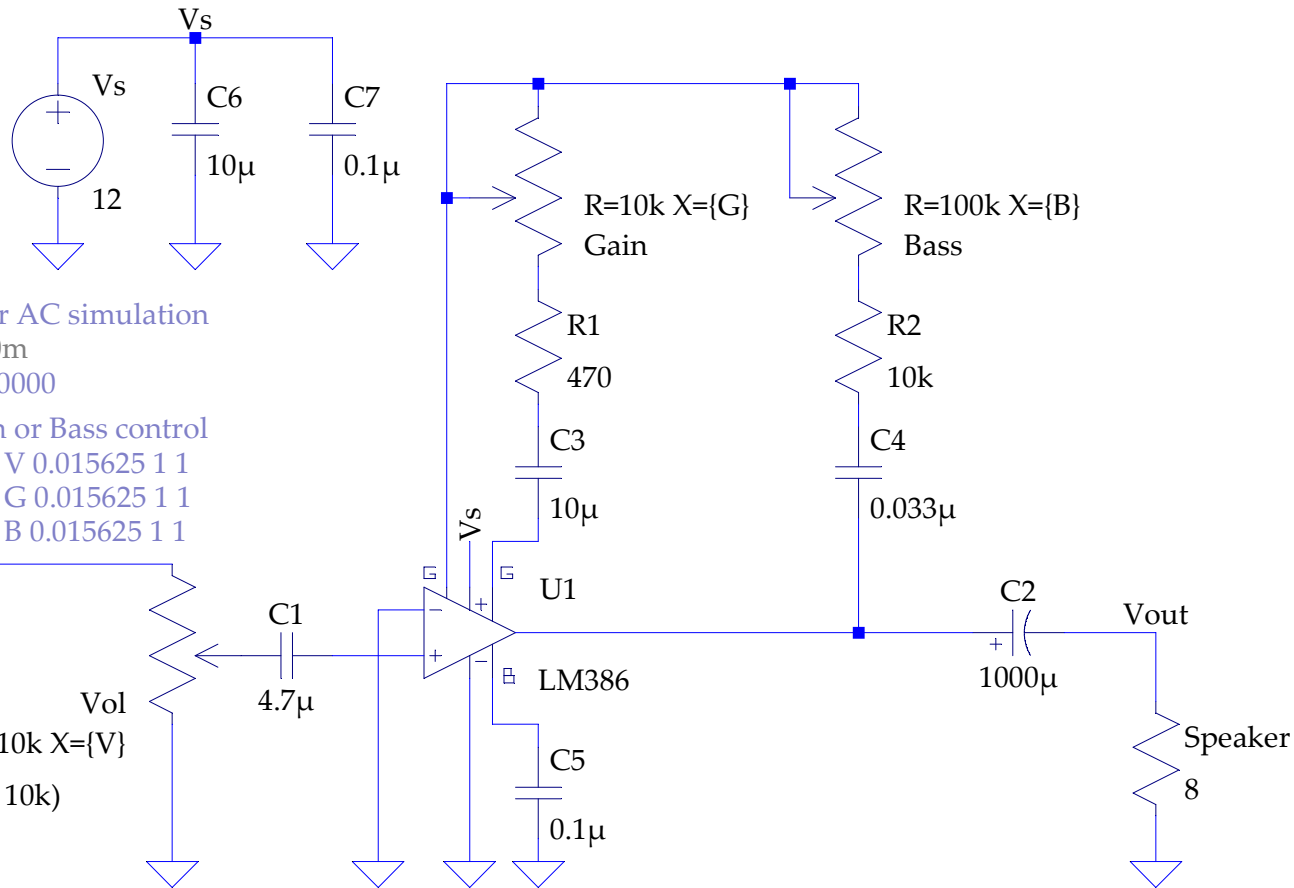 Vs
Vs
+
−
12
C6
10µ
C7
0.1µ
R=10k X={G}
Gain
R=100k X={B}
Bass
r AC simulation
0m
0000
n or Bass control
V 0.015625 1 1
G 0.015625 1 1
B 0.015625 1 1
R1
470
R2
10k
C3
10µ
C4
0.033µ
Vs
G
G
U1
−
+
+
−
B
LM386
C1
4.7µ
Vol
10k X={V}
10k)
C5
0.1µ
C2
+
1000µ
Vout
Speaker
8